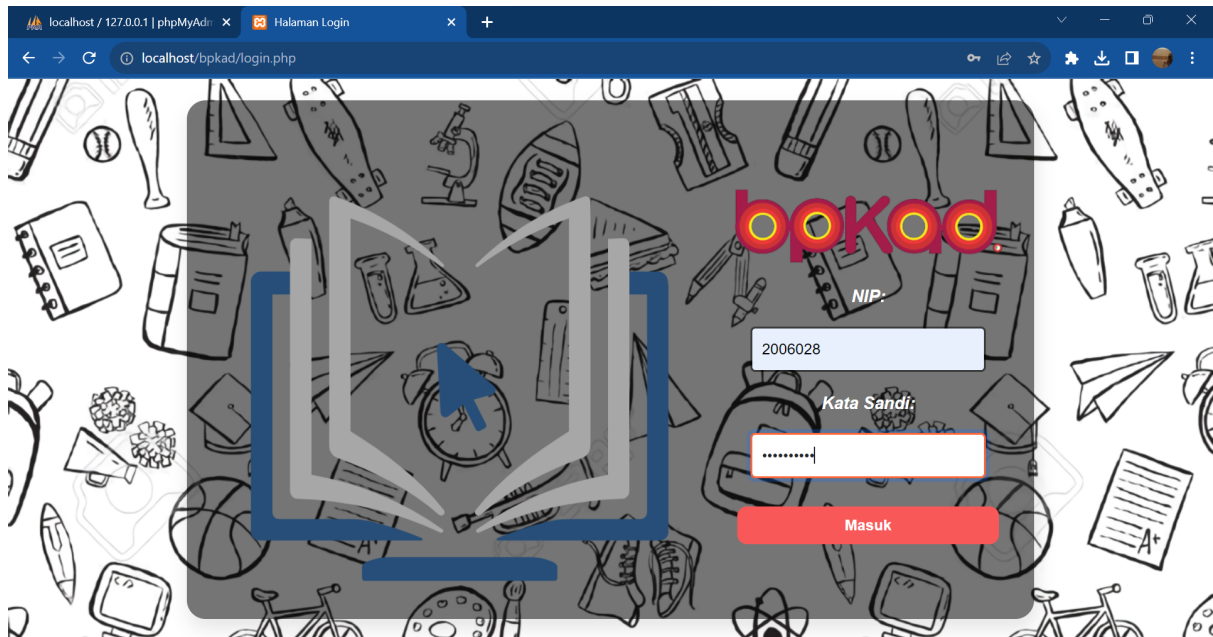 localhost / 127.0.0.1 | phpMyAdm
Halaman Login
localhost/bpkad/login.php
bpkad.
NIP:
2006028
Kata Sandi:
••••••••••
Masuk
A+
A+